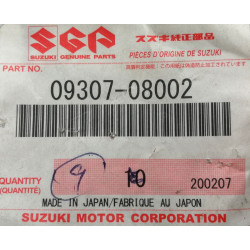 SGP スズキ純正部品
SUZUKI GENUINE PARTS PIÈCES D'ORIGINE DE SUZUKI
PART NO.
09307-08002
9 10
QUANTITY 200207
(QUANTITÉ)
MADE IN JAPAN/FABRIQUE AU JAPON
SUZUKI MOTOR CORPORATION